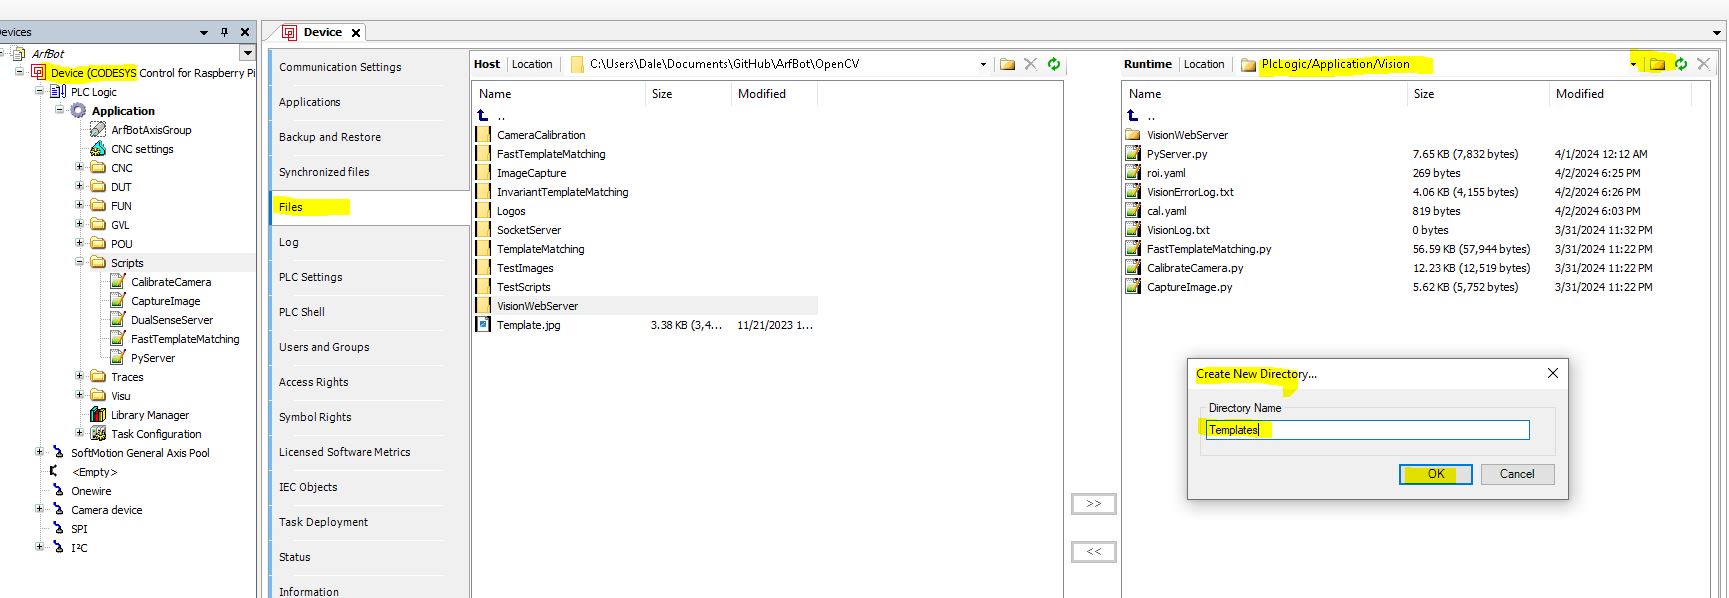 evices
ArfBot
Device (CODESYS Control for Raspberry Pi
PLC Logic
Application
ArfBotAxisGroup
CNC settings
CNC
DUT
FUN
GVL
POU
Scripts
CalibrateCamera
CaptureImage
DualSenseServer
FastTemplateMatching
PyServer
Traces
Visu
Library Manager
Task Configuration
SoftMotion General Axis Pool
<Empty>
Onewire
Camera device
SPI
I²C
Device
Communication Settings
Applications
Backup and Restore
Synchronized files
Files
Log
PLC Settings
PLC Shell
Users and Groups
Access Rights
Symbol Rights
Licensed Software Metrics
IEC Objects
Task Deployment
Status
Information
Host Location C:\Users\Dale\Documents\GitHub\ArfBot\OpenCV
Name Size Modified
..
CameraCalibration
FastTemplateMatching
ImageCapture
InvariantTemplateMatching
Logos
SocketServer
TemplateMatching
TestImages
TestScripts
VisionWebServer
Template.jpg 3.38 KB (3,4... 11/21/2023 1...
>>
<<
Runtime Location PlcLogic/Application/Vision
Name Size Modified
..
VisionWebServer
PyServer.py 7.65 KB (7,832 bytes) 4/1/2024 12:12 AM
roi.yaml 269 bytes 4/2/2024 6:25 PM
VisionErrorLog.txt 4.06 KB (4,155 bytes) 4/2/2024 6:26 PM
cal.yaml 819 bytes 4/2/2024 6:03 PM
VisionLog.txt 0 bytes 3/31/2024 11:32 PM
FastTemplateMatching.py 56.59 KB (57,944 bytes) 3/31/2024 11:22 PM
CalibrateCamera.py 12.23 KB (12,519 bytes) 3/31/2024 11:22 PM
CaptureImage.py 5.62 KB (5,752 bytes) 3/31/2024 11:22 PM
Create New Directory...
Directory Name
Templates
OK Cancel